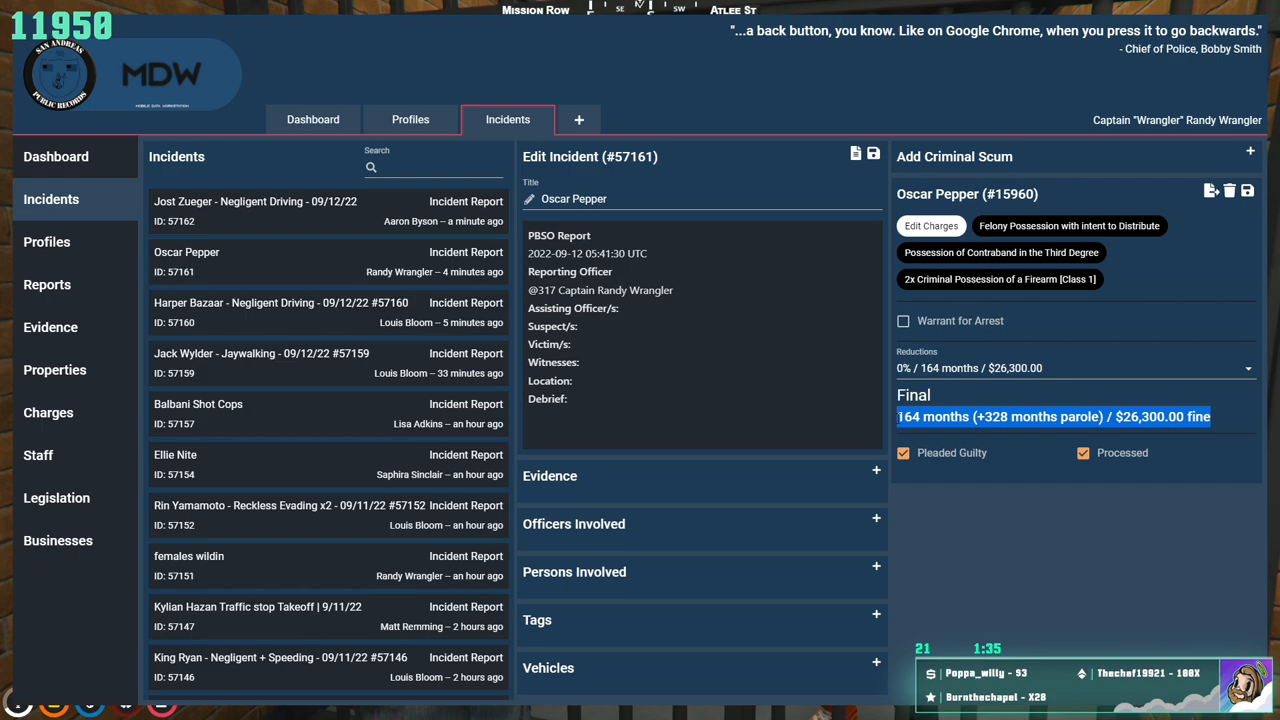 Mission Row
SE
SW
Atlee St
11950
"...a back button, you know. Like on Google Chrome, when you press it to go backwards."
- Chief of Police, Bobby Smith
SAN ANDREAS
PUBLIC RECORDS
MDW
MOBILE DATA WORKSTATION
Dashboard
Profiles
Incidents
+
Captain "Wrangler" Randy Wrangler
Dashboard
Incidents
Profiles
Reports
Evidence
Properties
Charges
Staff
Legislation
Businesses
Incidents
Search
Jost Zueger - Negligent Driving - 09/12/22 Incident Report
ID: 57162 Aaron Byson – a minute ago
Oscar Pepper Incident Report
ID: 57161 Randy Wrangler – 4 minutes ago
Harper Bazaar - Negligent Driving - 09/12/22 #57160 Incident Report
ID: 57160 Louis Bloom – 5 minutes ago
Jack Wylder - Jaywalking - 09/12/22 #57159 Incident Report
ID: 57159 Louis Bloom – 33 minutes ago
Balbani Shot Cops Incident Report
ID: 57157 Lisa Adkins – an hour ago
Ellie Nite Incident Report
ID: 57154 Saphira Sinclair – an hour ago
Rin Yamamoto - Reckless Evading x2 - 09/11/22 #57152 Incident Report
ID: 57152 Louis Bloom – an hour ago
females wildin Incident Report
ID: 57151 Randy Wrangler – an hour ago
Kylian Hazan Traffic stop Takeoff | 9/11/22 Incident Report
ID: 57147 Matt Remming – 2 hours ago
King Ryan - Negligent + Speeding - 09/11/22 #57146 Incident Report
ID: 57146 Louis Bloom – 2 hours ago
Edit Incident (#57161)
Title
Oscar Pepper
PBSO Report
2022-09-12 05:41:30 UTC
Reporting Officer
@317 Captain Randy Wrangler
Assisting Officer/s:
Suspect/s:
Victim/s:
Witnesses:
Location:
Debrief:
Evidence +
Officers Involved +
Persons Involved +
Tags +
Vehicles +
Add Criminal Scum +
Oscar Pepper (#15960)
Edit Charges
Felony Possession with intent to Distribute
Possession of Contraband in the Third Degree
2x Criminal Possession of a Firearm [Class 1]
Warrant for Arrest
Reductions
0% / 164 months / $26,300.00
Final
164 months (+328 months parole) / $26,300.00 fine
Pleaded Guilty
Processed
21 1:35
Poppa_willy - 93
Thechef19921 - 100X
Burnthechapel - X28